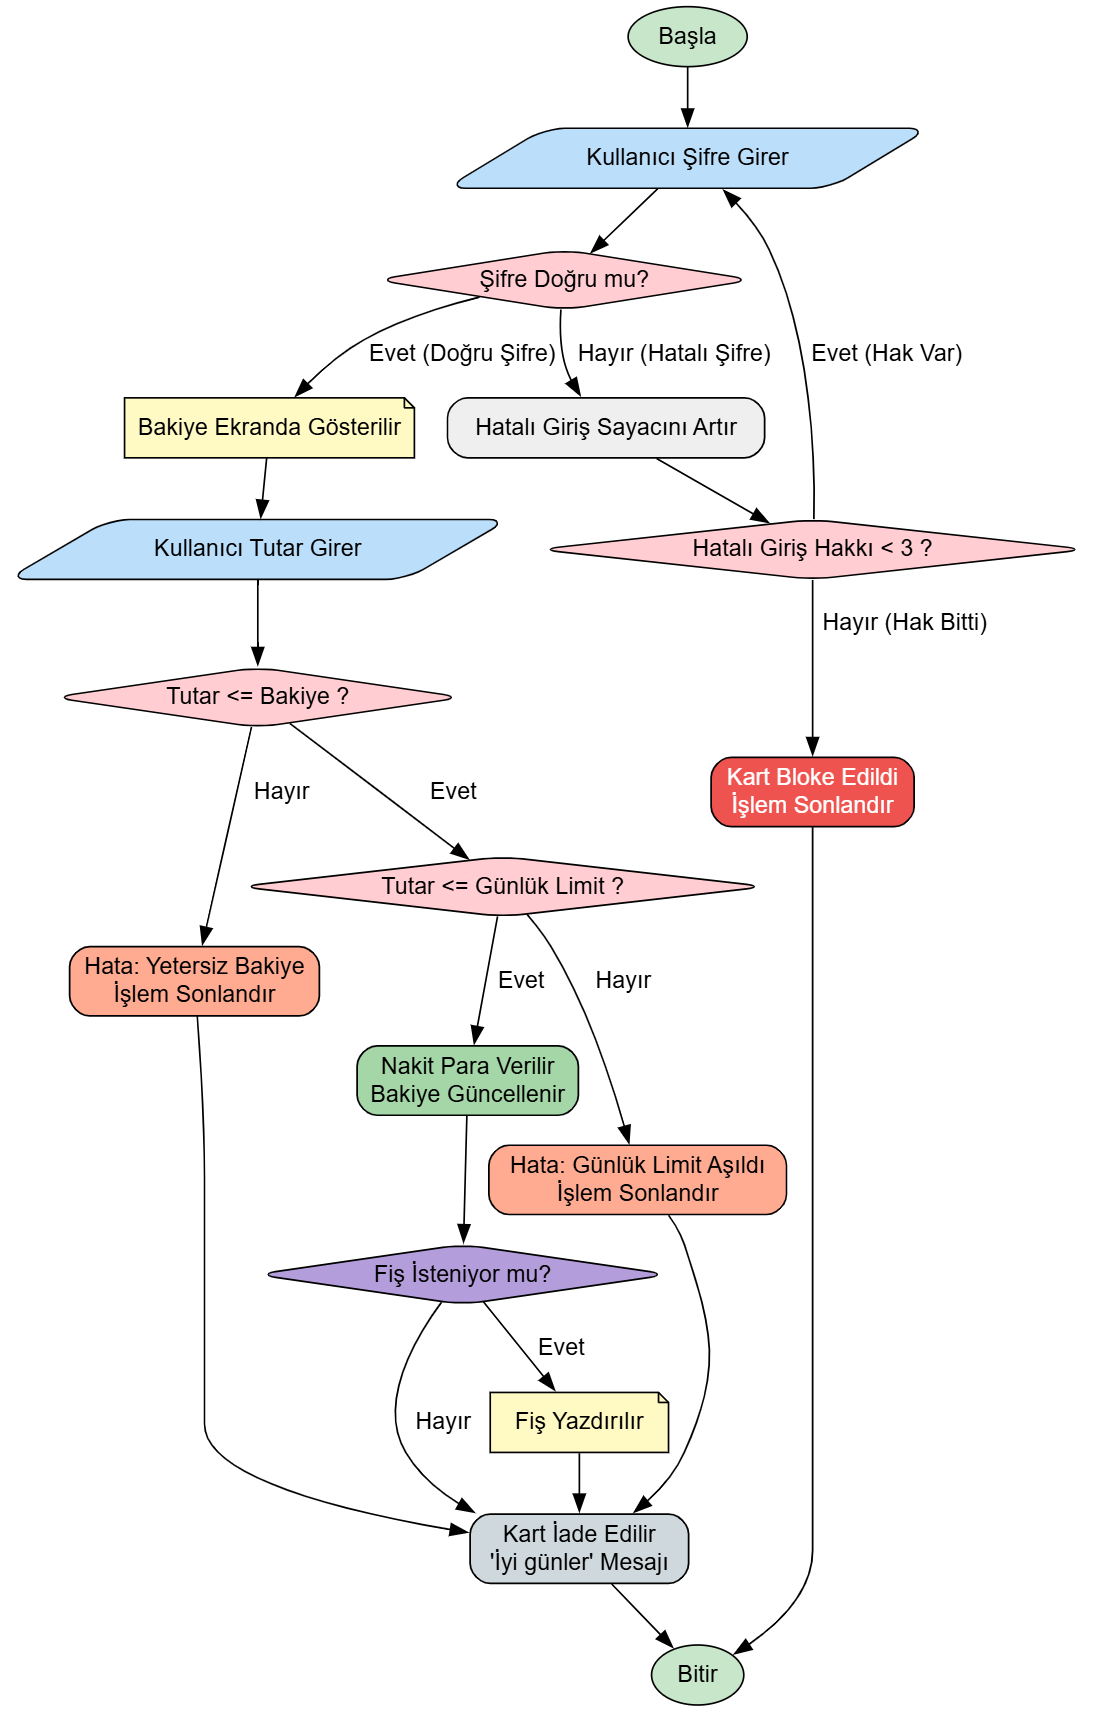 Başla
Kullanıcı Şifre Girer
Şifre Doğru mu?
Evet (Doğru Şifre)
Hayır (Hatalı Şifre)
Evet (Hak Var)
Bakiye Ekranda Gösterilir
Hatalı Giriş Sayacını Artır
Kullanıcı Tutar Girer
Hatalı Giriş Hakkı < 3 ?
Hayır (Hak Bitti)
Tutar <= Bakiye ?
Hayır
Evet
Kart Bloke Edildi
İşlem Sonlandır
Tutar <= Günlük Limit ?
Hata: Yetersiz Bakiye
İşlem Sonlandır
Evet
Hayır
Nakit Para Verilir
Bakiye Güncellenir
Hata: Günlük Limit Aşıldı
İşlem Sonlandır
Fiş İsteniyor mu?
Evet
Hayır
Fiş Yazdırılır
Kart İade Edilir
'İyi günler' Mesajı
Bitir